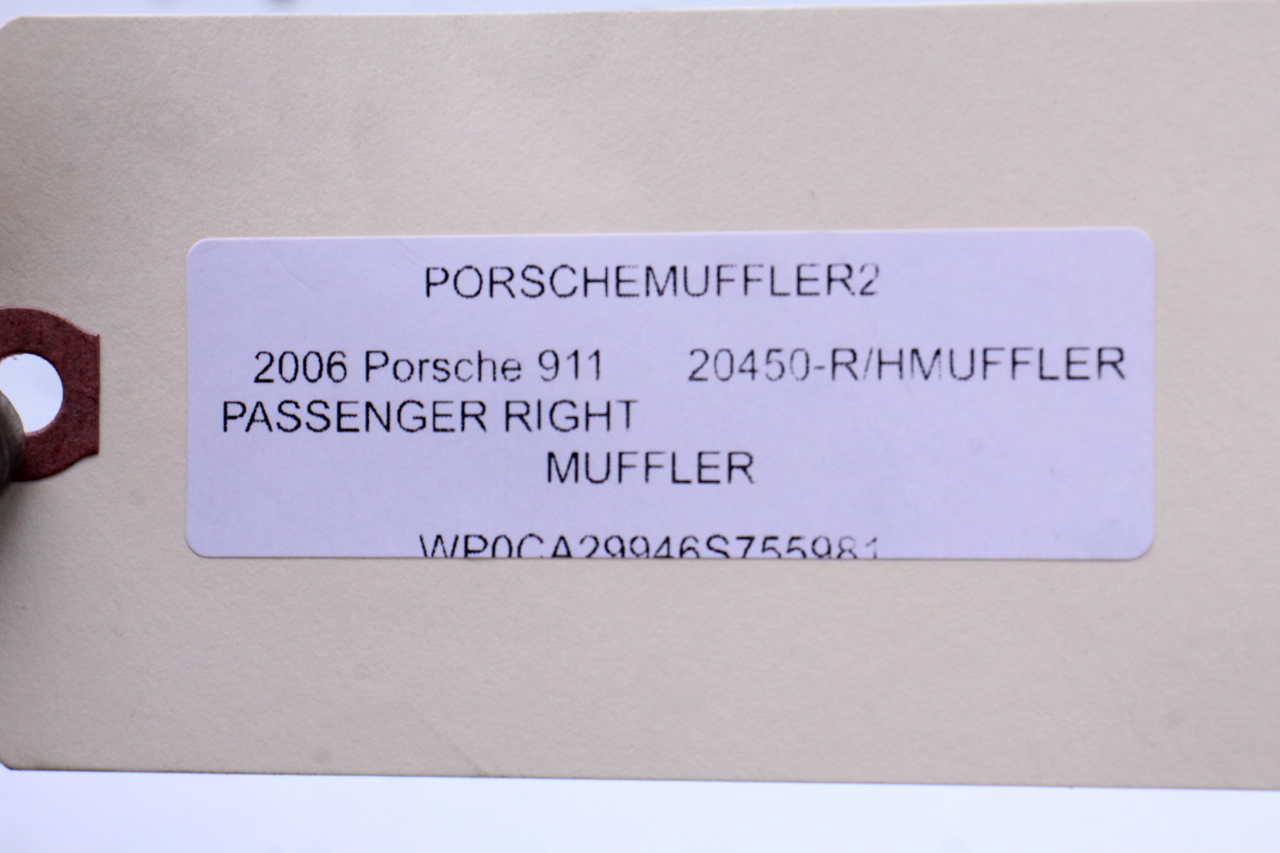 PORSCHEMUFFLER2
2006 Porsche 911 20450-R/HMUFFLER
PASSENGER RIGHT
MUFFLER
WP0CA29946S755981